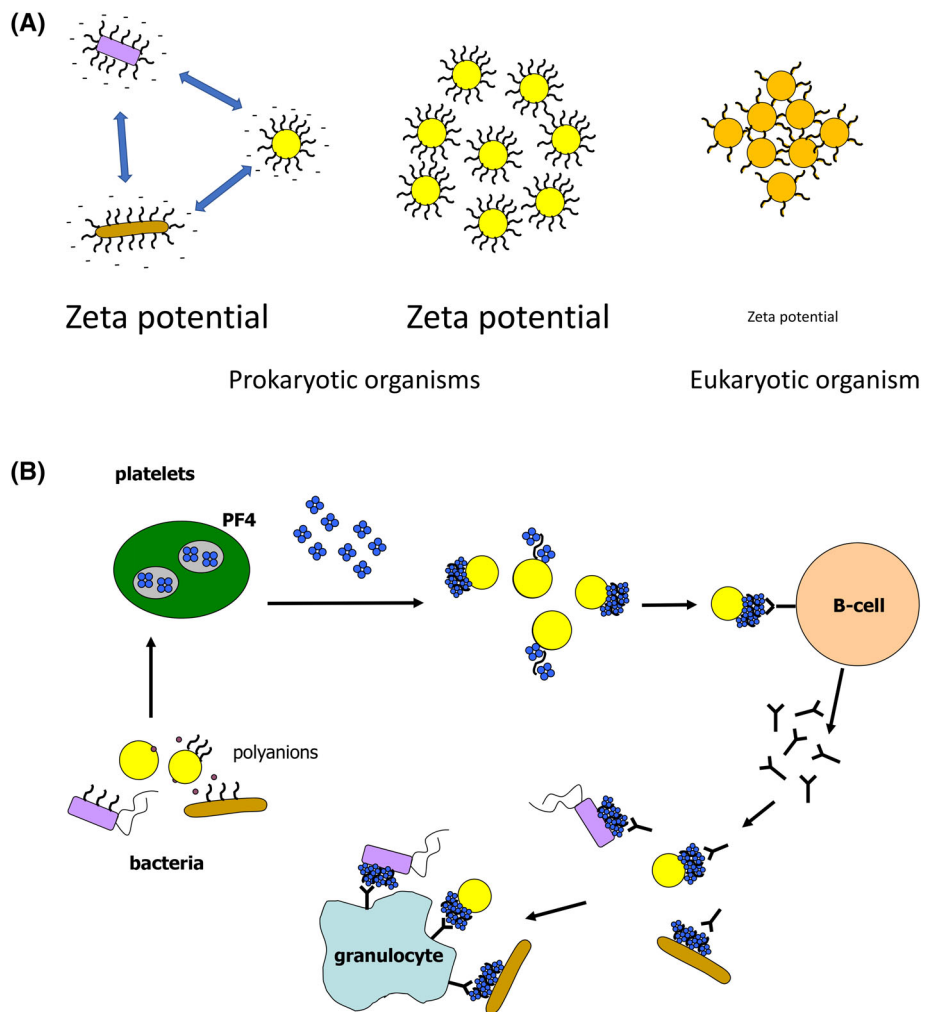 (A)
Zeta potential
Zeta potential
Zeta potential
Prokaryotic organisms
Eukaryotic organism
(B)
platelets
PF4
B-cell
polyanions
bacteria
granulocyte